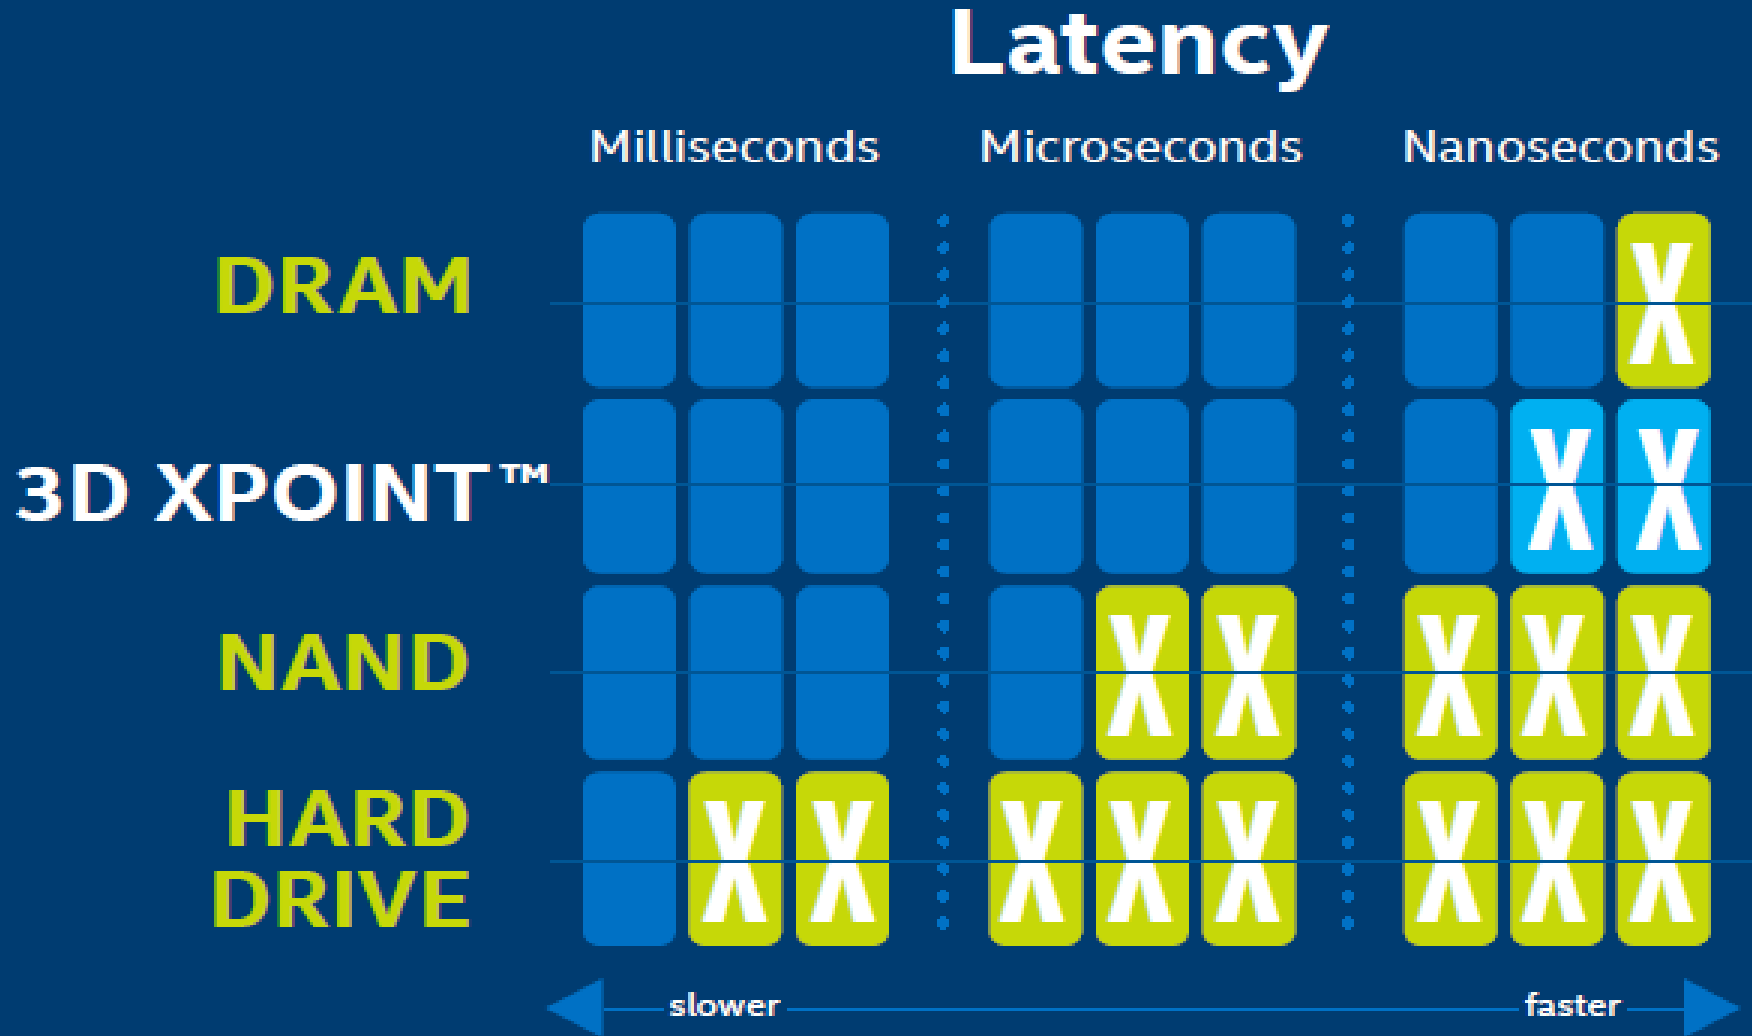 Latency
Milliseconds Microseconds Nanoseconds
DRAM X
3D XPOINT™ X X
NAND X X X X X
HARD
DRIVE X X X X X X X X
slower faster